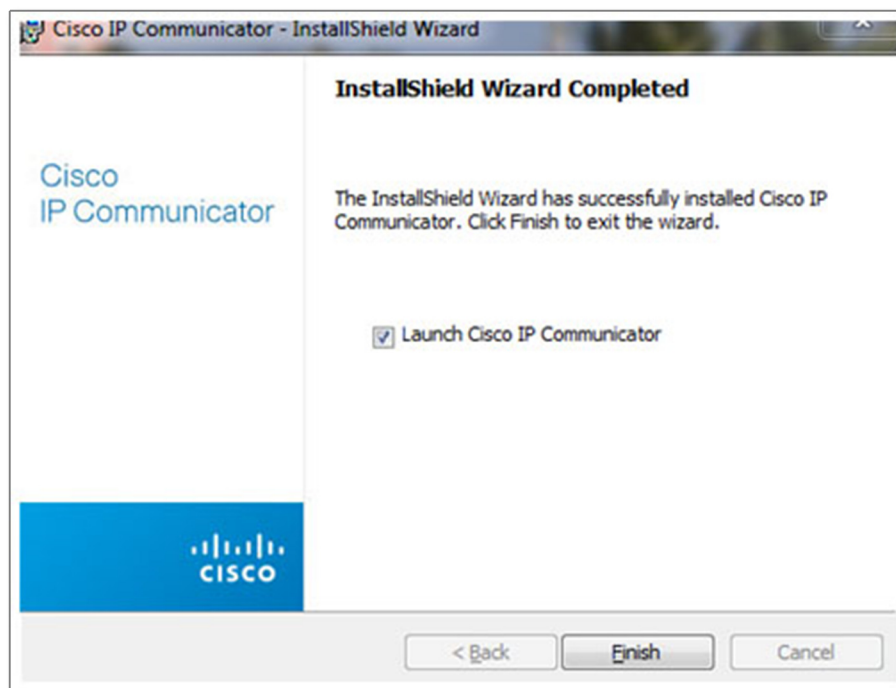 Cisco IP Communicator - InstallShield Wizard
InstallShield Wizard Completed
Cisco
IP Communicator
The InstallShield Wizard has successfully installed Cisco IP
Communicator. Click Finish to exit the wizard.
Launch Cisco IP Communicator
CISCO
< Back
Finish
Cancel